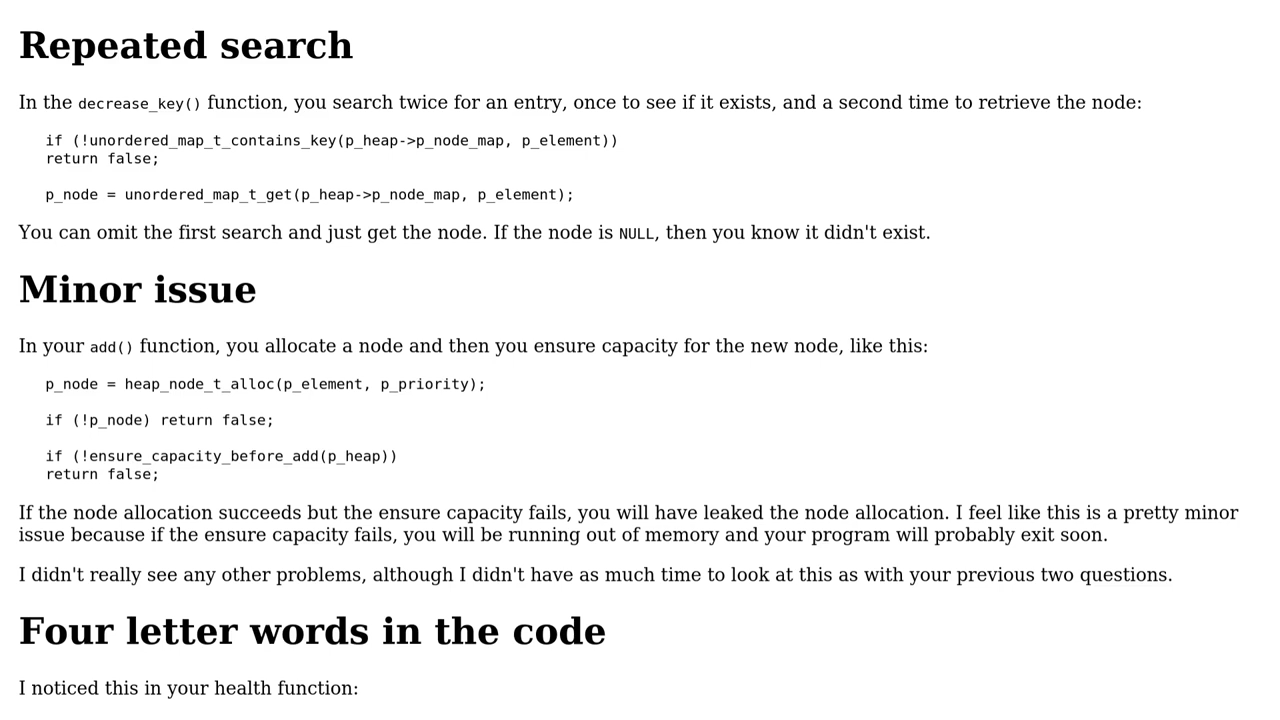 Repeated search
In the decrease_key() function, you search twice for an entry, once to see if it exists, and a second time to retrieve the node:
if (!unordered_map_t_contains_key(p_heap->p_node_map, p_element))
return false;
p_node = unordered_map_t_get(p_heap->p_node_map, p_element);
You can omit the first search and just get the node. If the node is NULL, then you know it didn't exist.
Minor issue
In your add() function, you allocate a node and then you ensure capacity for the new node, like this:
p_node = heap_node_t_alloc(p_element, p_priority);
if (!p_node) return false;
if (!ensure_capacity_before_add(p_heap))
return false;
If the node allocation succeeds but the ensure capacity fails, you will have leaked the node allocation. I feel like this is a pretty minor
issue because if the ensure capacity fails, you will be running out of memory and your program will probably exit soon.
I didn't really see any other problems, although I didn't have as much time to look at this as with your previous two questions.
Four letter words in the code
I noticed this in your health function: